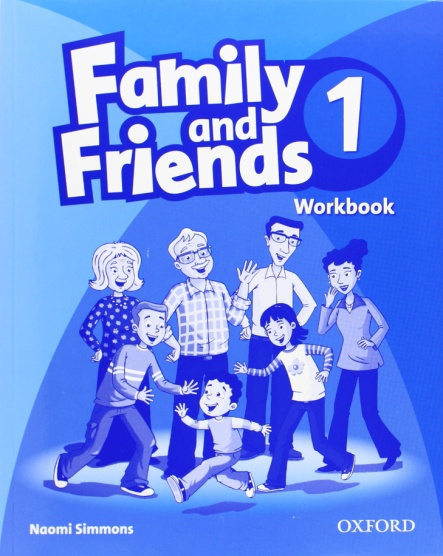 Family
and
Friends
1
Workbook
Naomi Simmons
OXFORD